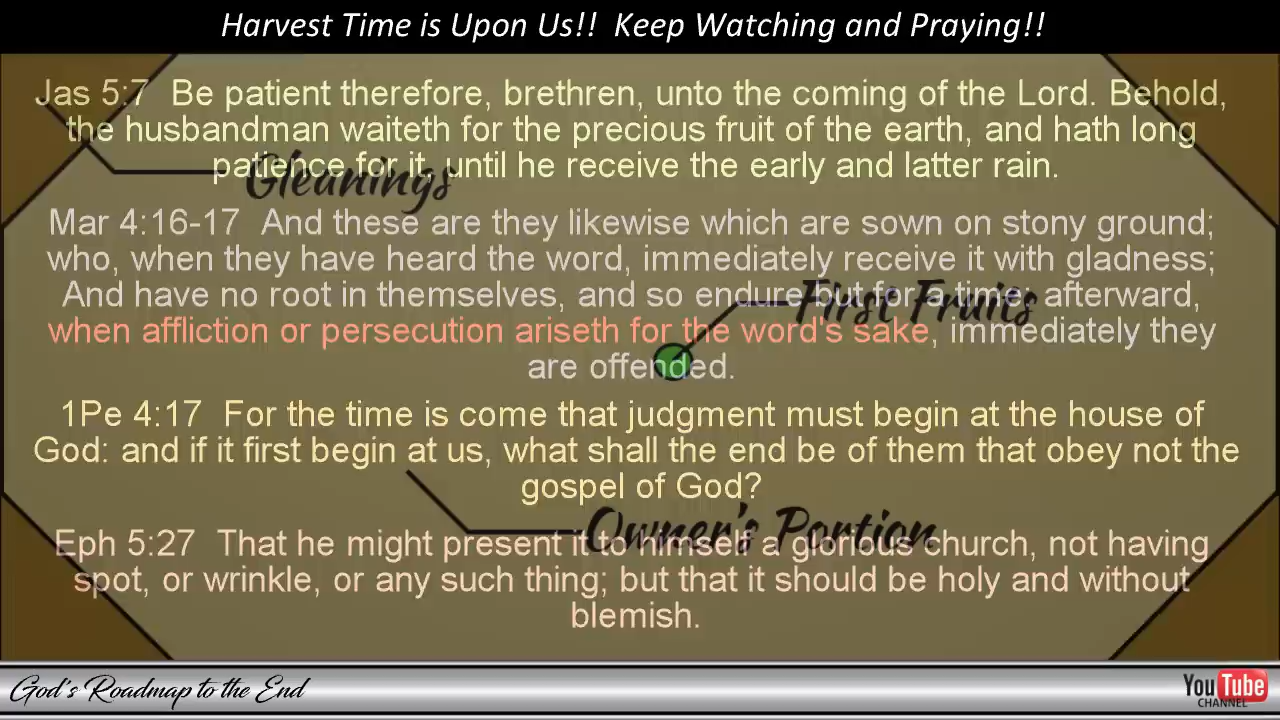 Harvest Time is Upon Us!!  Keep Watching and Praying!!
Jas 5:7  Be patient therefore, brethren, unto the coming of the Lord. Behold,
the husbandman waiteth for the precious fruit of the earth, and hath long
patience for it, until he receive the early and latter rain.
Gleanings
Mar 4:16-17  And these are they likewise which are sown on stony ground;
who, when they have heard the word, immediately receive it with gladness;
And have no root in themselves, and so endure but for a time: afterward,
First Fruits
when affliction or persecution ariseth for the word's sake, immediately they
are offended.
1Pe 4:17  For the time is come that judgment must begin at the house of
God: and if it first begin at us, what shall the end be of them that obey not the
gospel of God?
Owner's Portion
Eph 5:27  That he might present it to himself a glorious church, not having
spot, or wrinkle, or any such thing; but that it should be holy and without
blemish.
God's Roadmap to the End
YouTube
CHANNEL